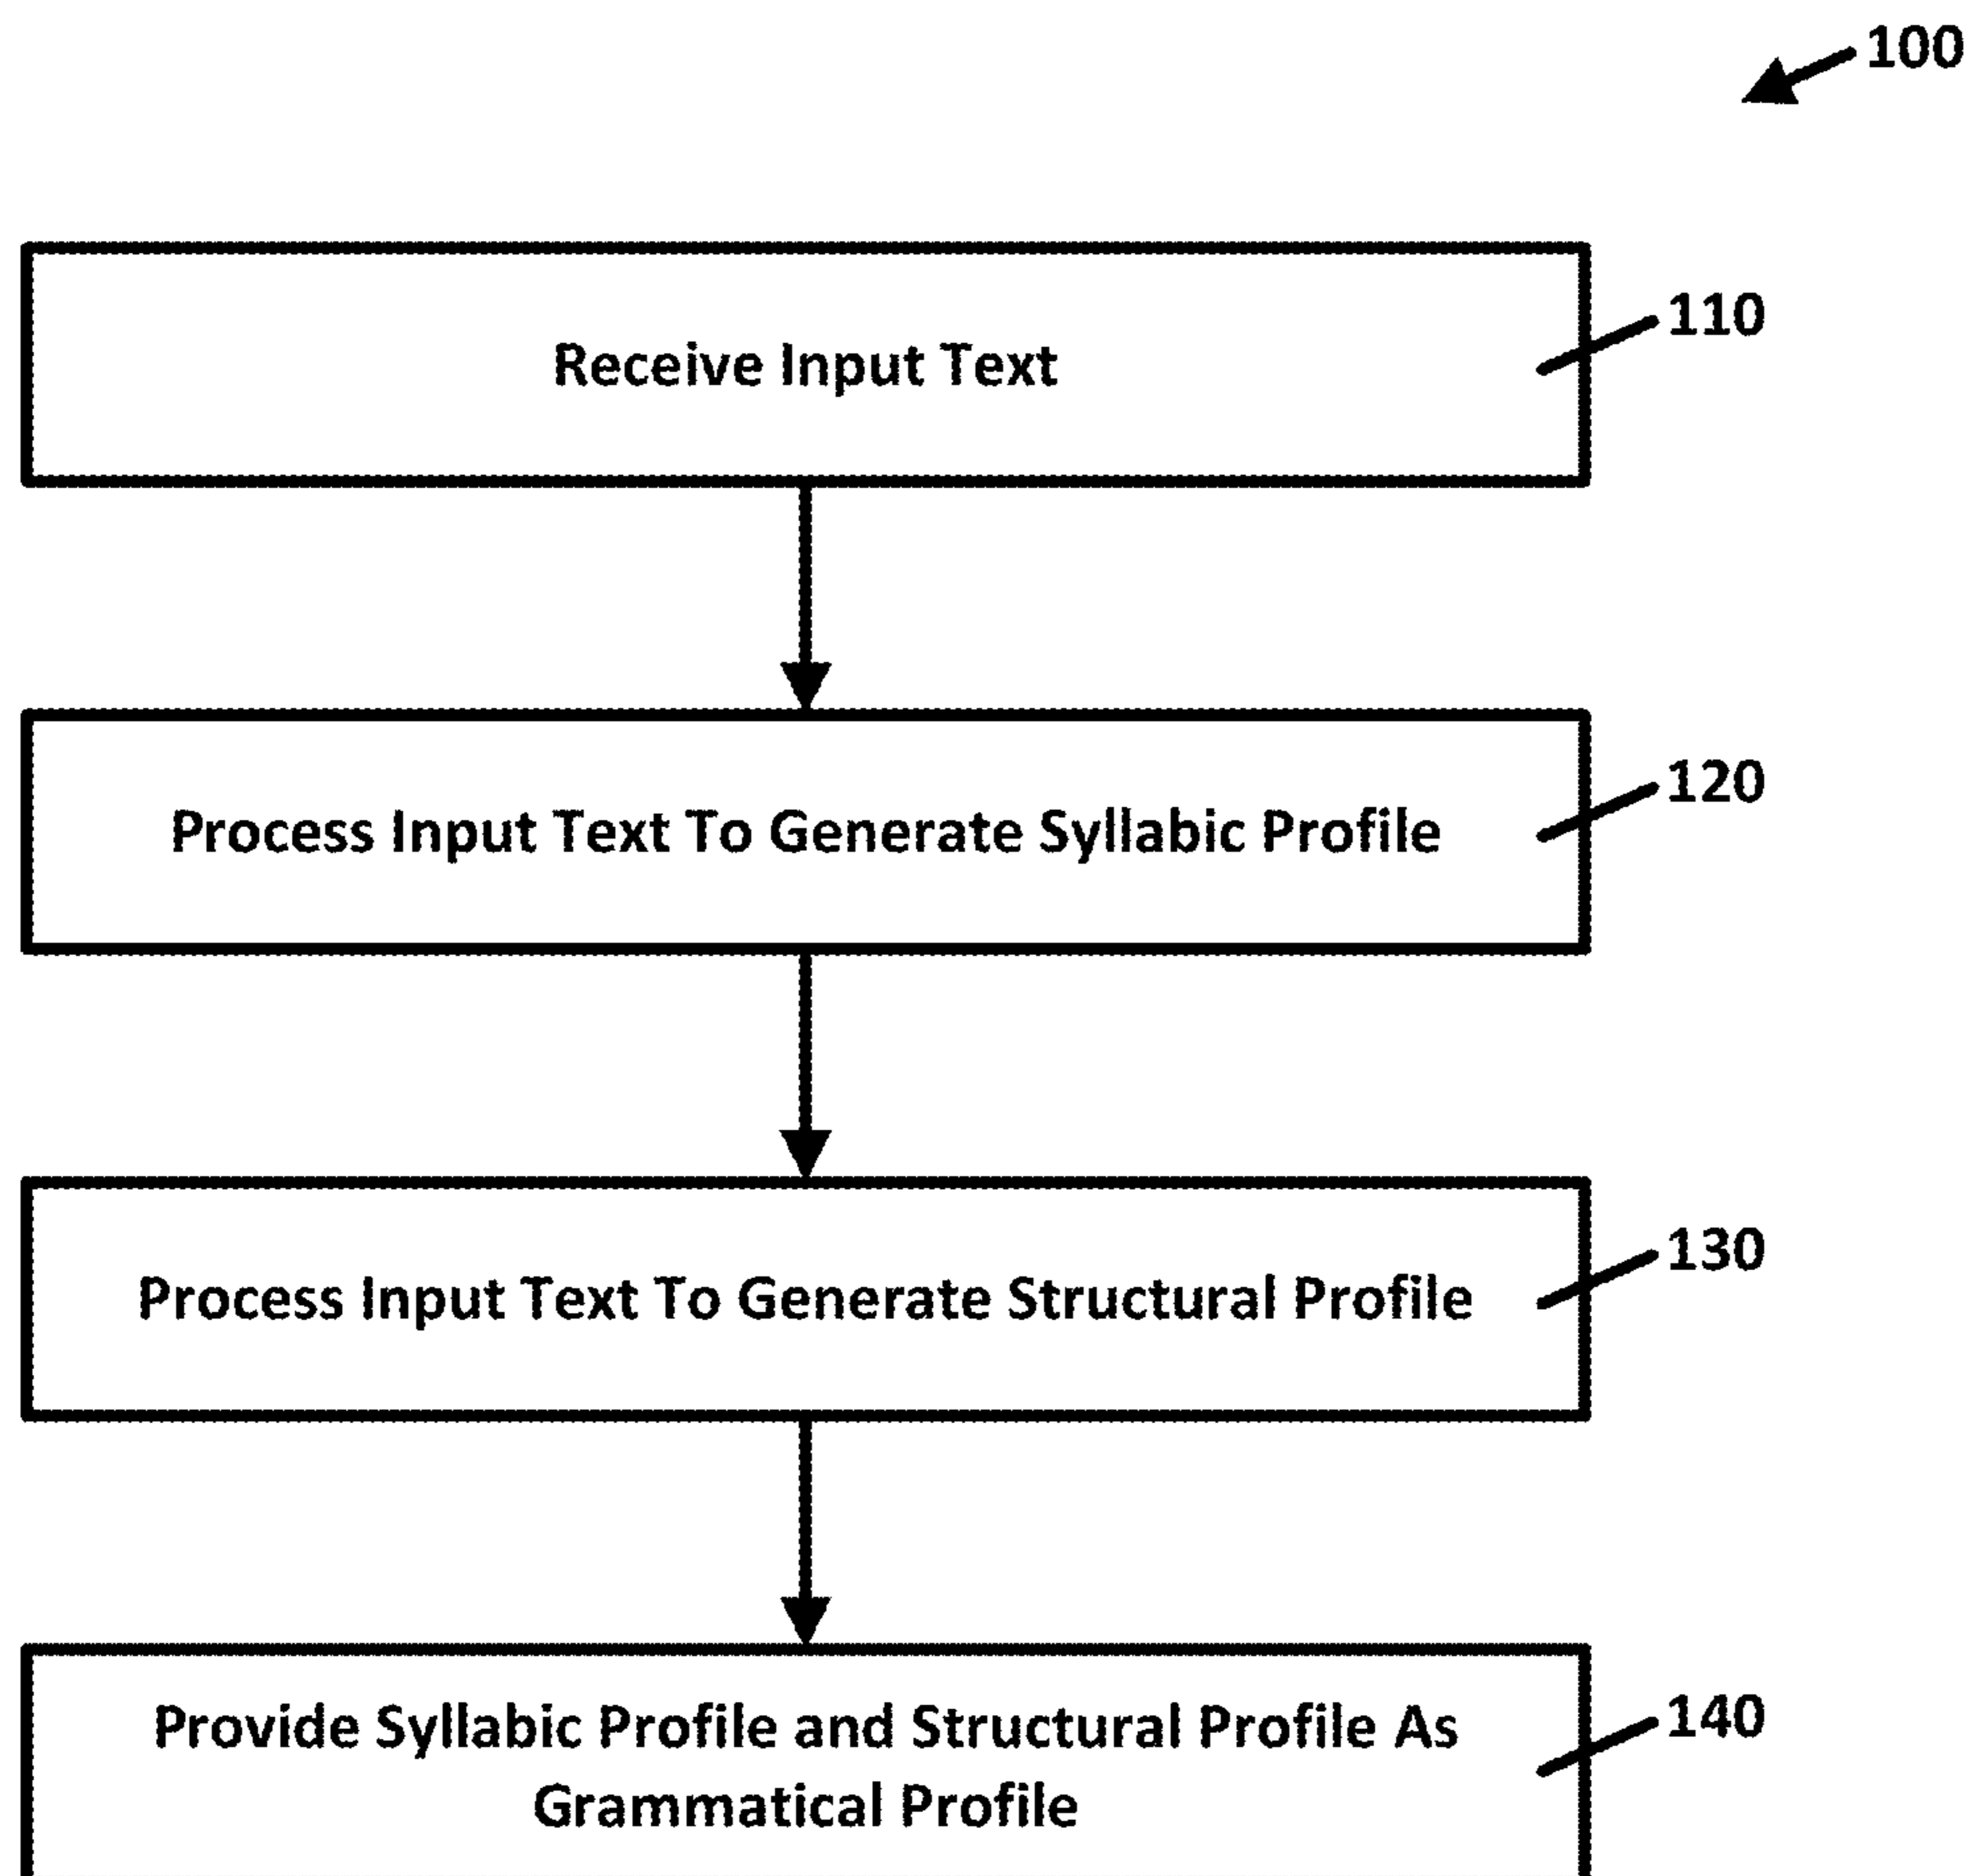 100
Receive Input Text
110
Process Input Text To Generate Syllabic Profile
120
Process Input Text To Generate Structural Profile
130
Provide Syllabic Profile and Structural Profile As
Grammatical Profile
140